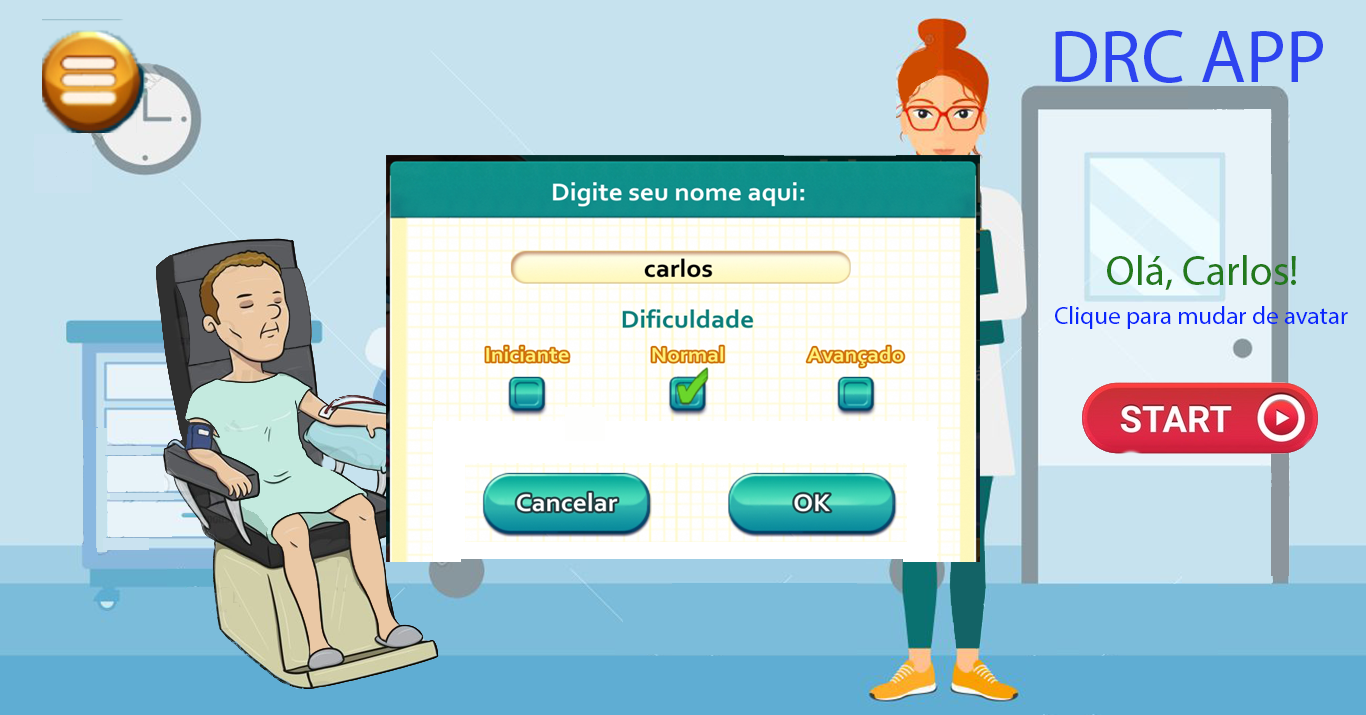 DRC APP
Digite seu nome aqui:
carlos
Dificuldade
Iniciante Normal Avançado
Cancelar OK
Olá, Carlos!
Clique para mudar de avatar
START